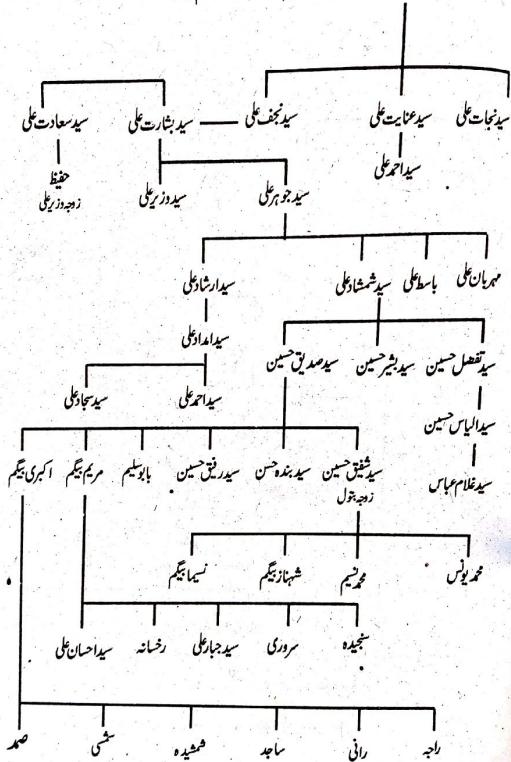 سید نجات علی
سید عنایت علی
سید نجف علی
سید بشارت علی
سید سعادت علی
سید احمد علی
حفیظ
زوجہ وزیر علی
سید جوہر علی
سید وزیر علی
مہربان علی
باسط علی
سید شمشاد علی
سید ارشاد علی
سید امداد علی
سید تفضل حسین
سید بشیر حسین
سید صدیق حسین
سید احمد علی
سید سجاد علی
سید الیاس حسین
سید غلام عباس
سید شفیق حسین
زوجہ بتول
سید بندہ حسن
سید رفیق حسین
بابو سلیم
مریم بیگم
اکبری بیگم
محمد یونس
محمد نسیم
شہناز بیگم
نسیما بیگم
سنجیدہ
سروری
سید جبار علی
رخسانہ
سید احسان علی
راجہ
رانی
ساجد
شمشیدہ
شمسی
صمد